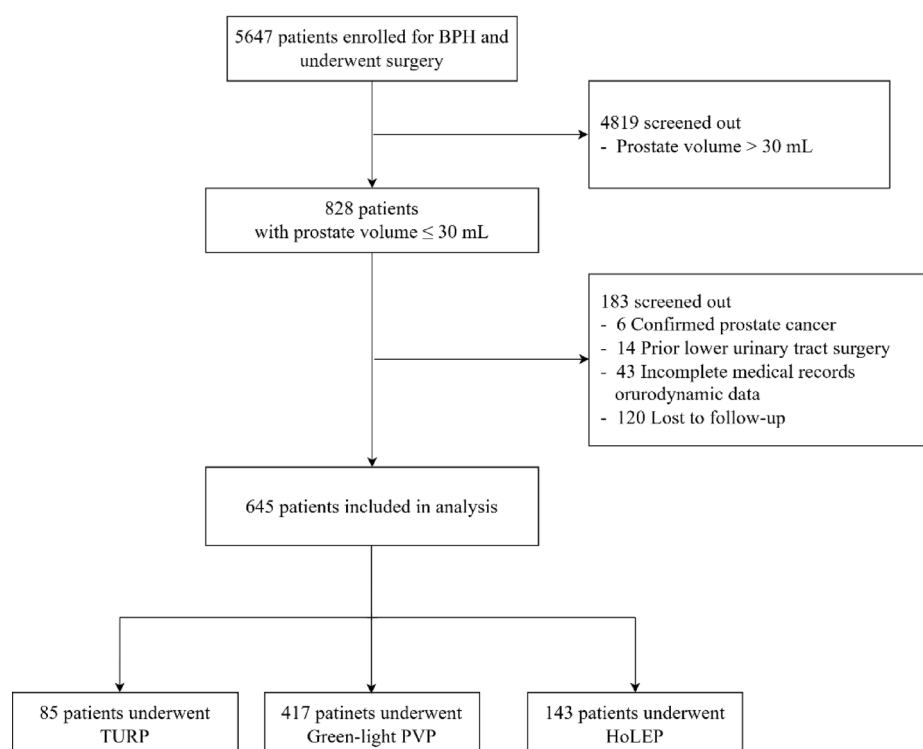 5647 patients enrolled for BPH and
underwent surgery
4819 screened out
- Prostate volume > 30 mL
828 patients
with prostate volume ≤ 30 mL
183 screened out
- 6 Confirmed prostate cancer
- 14 Prior lower urinary tract surgery
- 43 Incomplete medical records
orurodynamic data
- 120 Lost to follow-up
645 patients included in analysis
85 patients underwent
TURP
417 patinets underwent
Green-light PVP
143 patients underwent
HoLEP